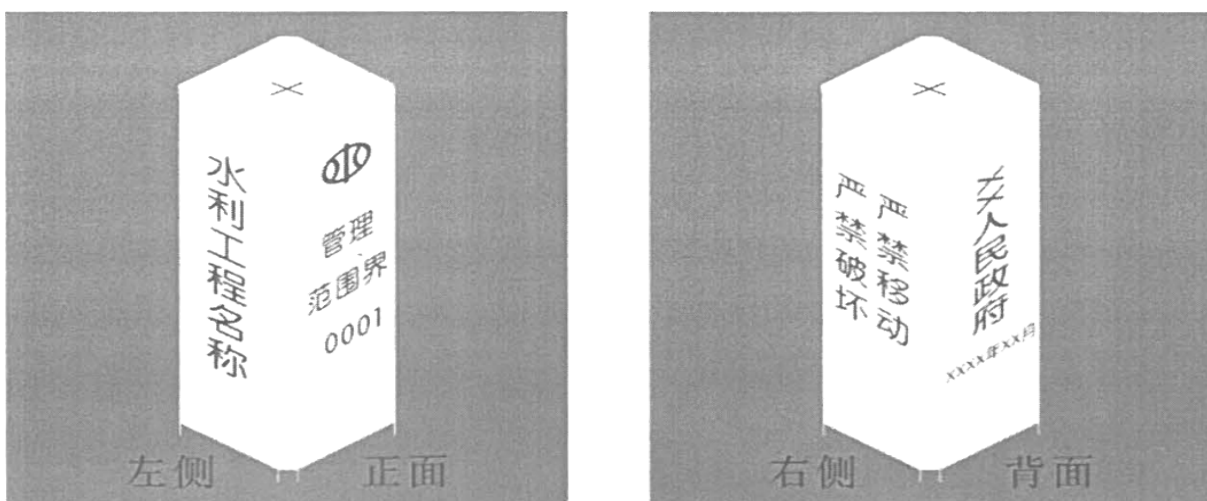 水利工程名称
管理
范围界
0001
左侧
正面
严禁移动
严禁破坏
XX人民政府
XXXX年XX月
右侧
背面